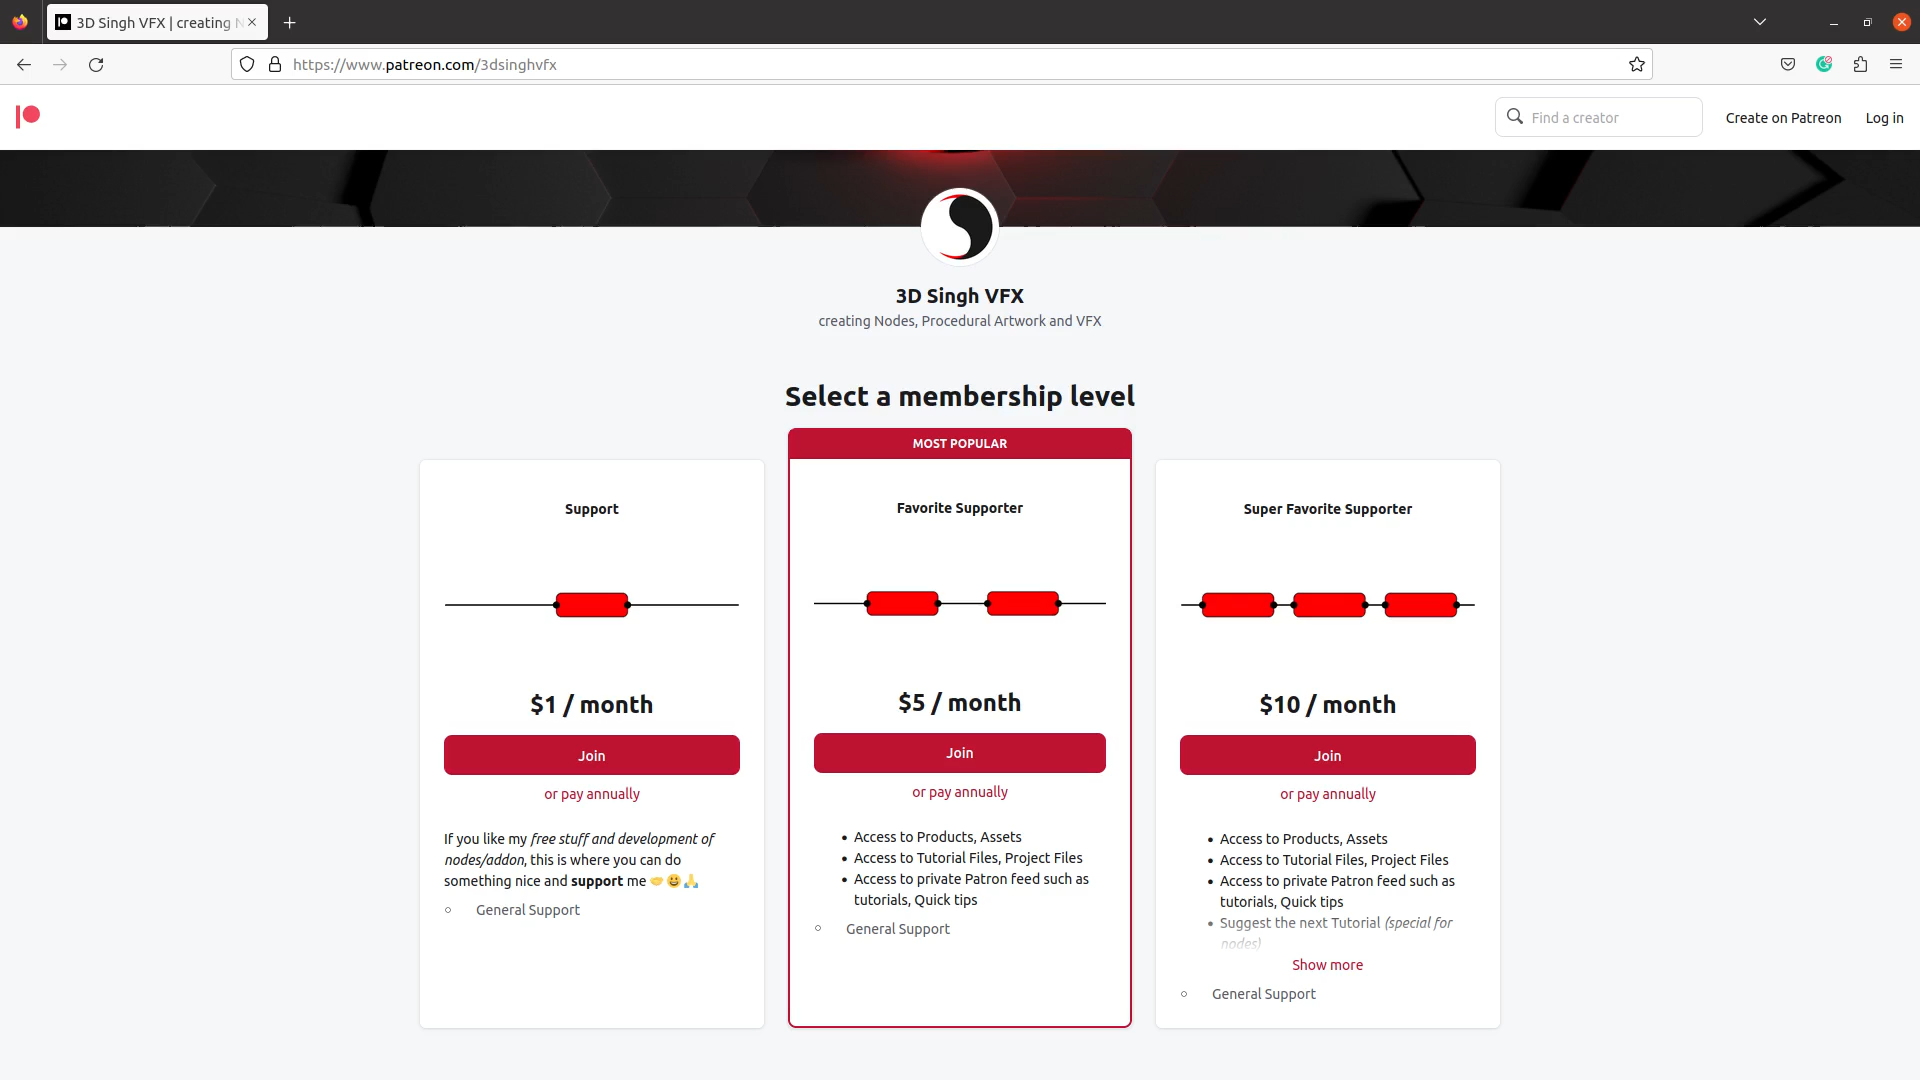 3D Singh VFX | creating N
https://www.patreon.com/3dsinghvfx
Find a creator
Create on Patreon
Log in
3D Singh VFX
creating Nodes, Procedural Artwork and VFX
Select a membership level
MOST POPULAR
Support
$1 / month
Join
or pay annually
If you like my free stuff and development of
nodes/addon, this is where you can do
something nice and support me 🤝😃🙏
General Support
Favorite Supporter
$5 / month
Join
or pay annually
• Access to Products, Assets
• Access to Tutorial Files, Project Files
• Access to private Patron feed such as
tutorials, Quick tips
General Support
Super Favorite Supporter
$10 / month
Join
or pay annually
• Access to Products, Assets
• Access to Tutorial Files, Project Files
• Access to private Patron feed such as
tutorials, Quick tips
• Suggest the next Tutorial (special for
nodes)
Show more
General Support